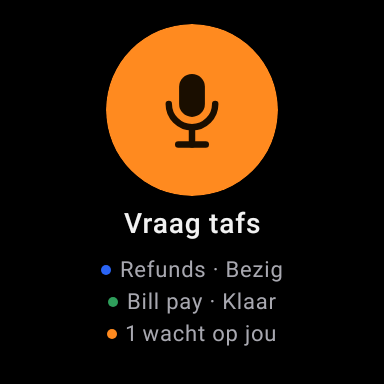 Vraag tafs
Refunds · Bezig
Bill pay · Klaar
1 wacht op jou